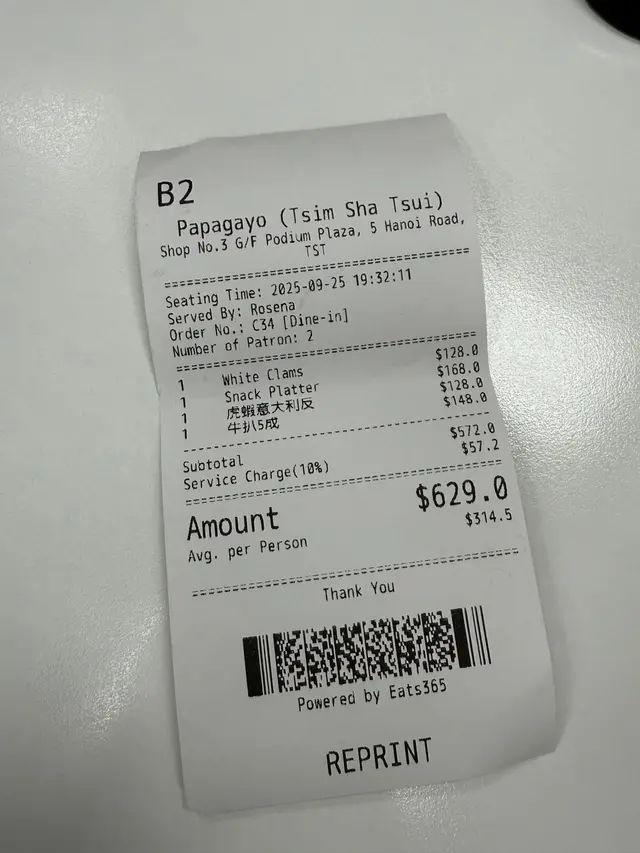 B2
Papagayo (Tsim Sha Tsui)
Shop No.3 G/F Podium Plaza, 5 Hanoi Road,
TST
Seating Time: 2025-09-25 19:32:11
Served By: Rosena
Order No.: C34 [Dine-in]
Number of Patron: 2
1 White Clams $128.0
1 Snack Platter $168.0
1 虎蝦意大利反 $128.0
1 牛扒5成 $148.0
Subtotal $572.0
Service Charge(10%) $57.2
Amount $629.0
Avg. per Person $314.5
Thank You
Powered by Eats365
REPRINT